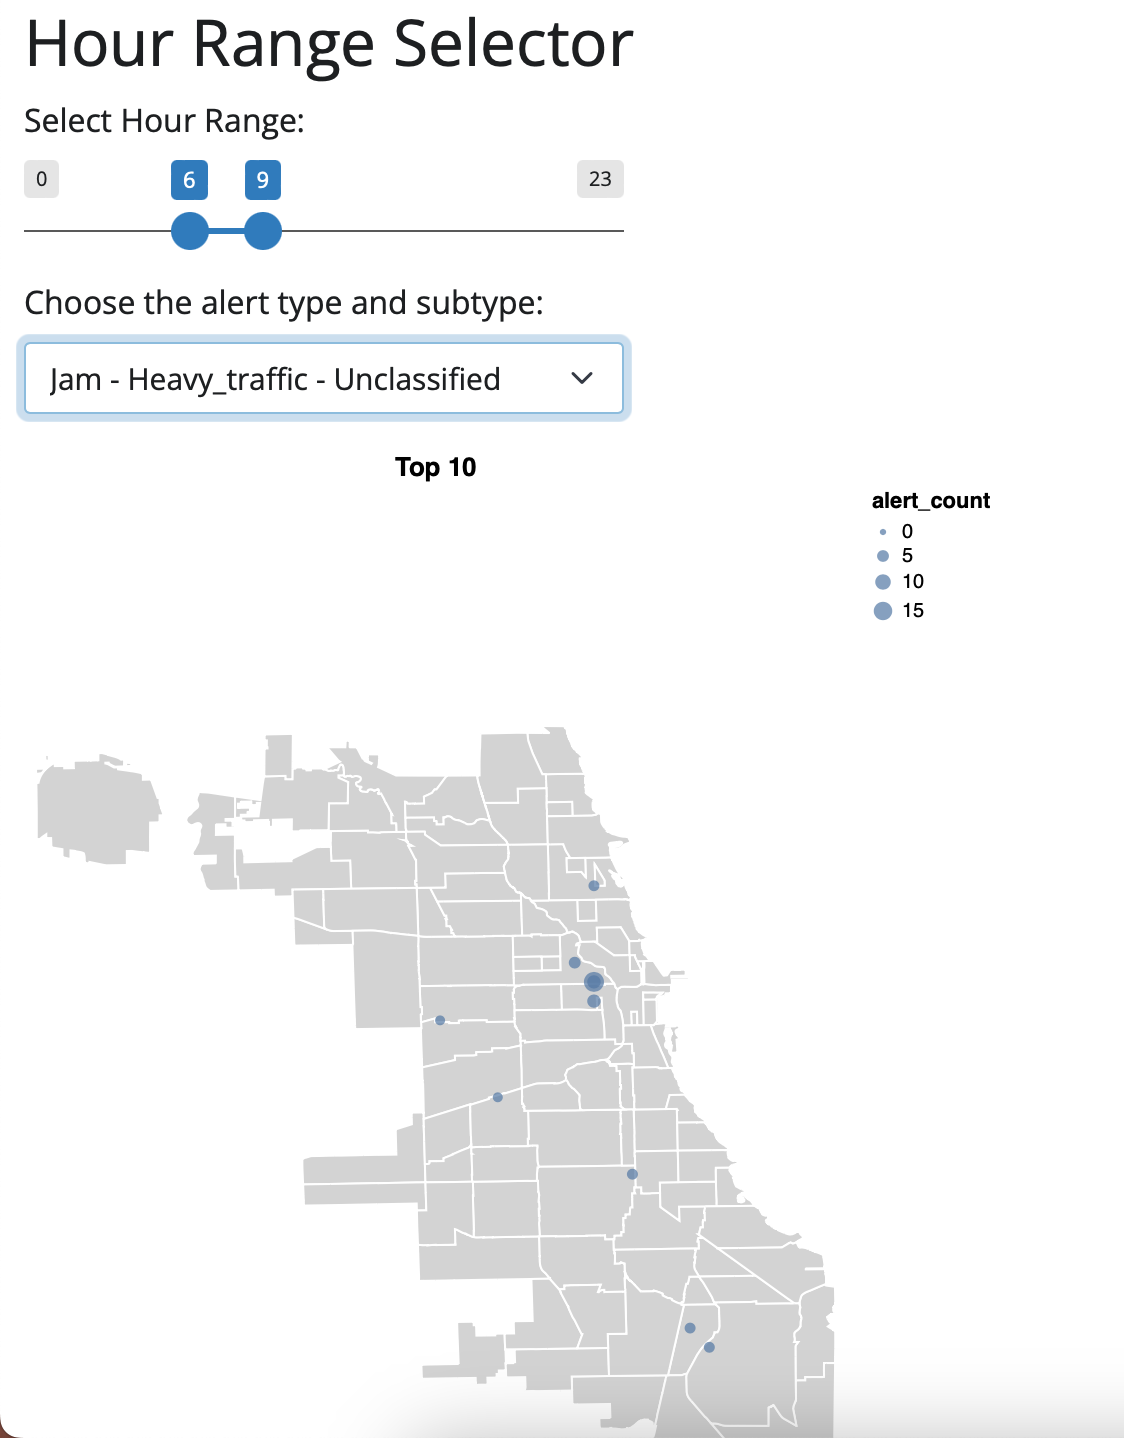 Hour Range Selector
Select Hour Range:
0 6 9 23
Choose the alert type and subtype:
Jam - Heavy_traffic - Unclassified
Top 10
alert_count
0
5
10
15